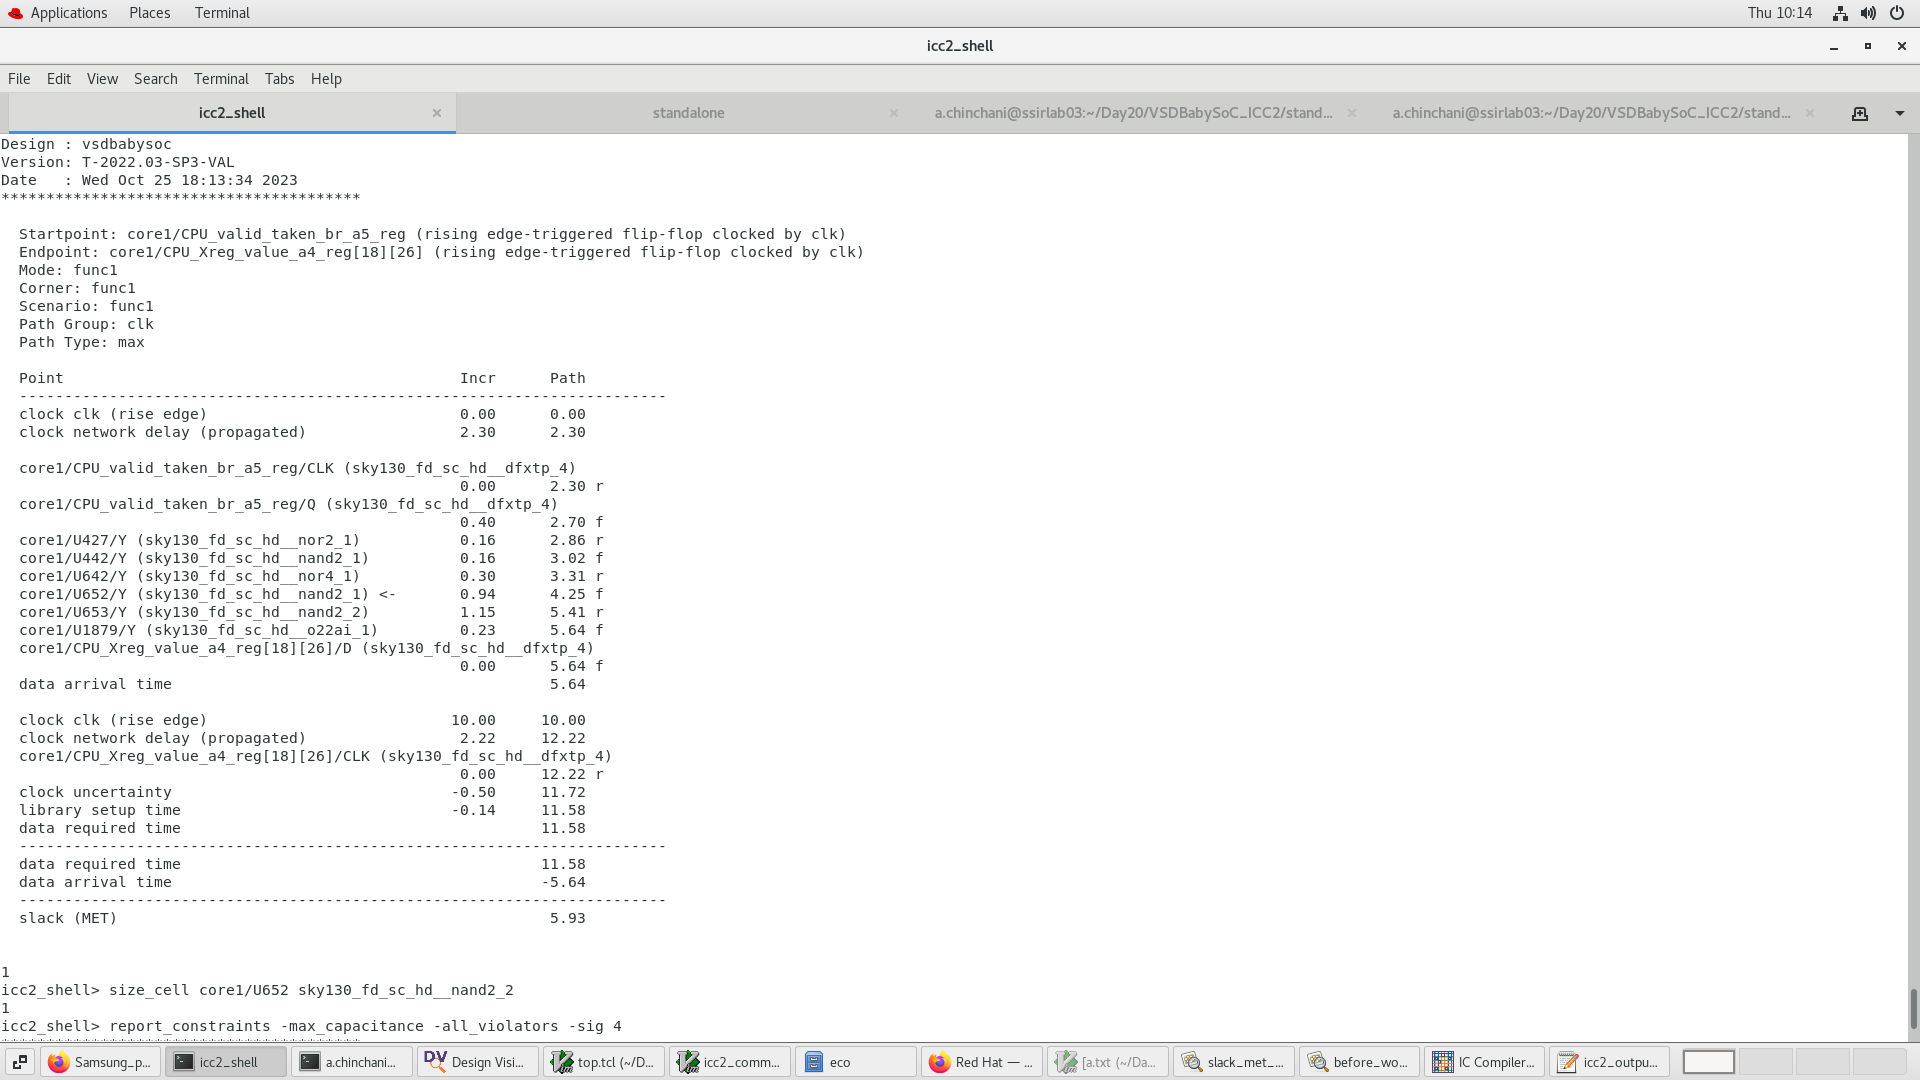 Applications Places Terminal Thu 10:14
icc2_shell
File Edit View Search Terminal Tabs Help
icc2_shell × standalone × a.chinchani@ssirlab03:~/Day20/VSDBabySoC_ICC2/stand... × a.chinchani@ssirlab03:~/Day20/VSDBabySoC_ICC2/stand... ×
Design : vsdbabysoc
Version: T-2022.03-SP3-VAL
Date   : Wed Oct 25 18:13:34 2023
****************************************
Startpoint: core1/CPU_valid_taken_br_a5_reg (rising edge-triggered flip-flop clocked by clk)
Endpoint: core1/CPU_Xreg_value_a4_reg[18][26] (rising edge-triggered flip-flop clocked by clk)
Mode: func1
Corner: func1
Scenario: func1
Path Group: clk
Path Type: max
Point Incr Path
------------------------------------------------------------------------
clock clk (rise edge) 0.00 0.00
clock network delay (propagated) 2.30 2.30
core1/CPU_valid_taken_br_a5_reg/CLK (sky130_fd_sc_hd__dfxtp_4)
0.00 2.30 r
core1/CPU_valid_taken_br_a5_reg/Q (sky130_fd_sc_hd__dfxtp_4)
0.40 2.70 f
core1/U427/Y (sky130_fd_sc_hd__nor2_1) 0.16 2.86 r
core1/U442/Y (sky130_fd_sc_hd__nand2_1) 0.16 3.02 f
core1/U642/Y (sky130_fd_sc_hd__nor4_1) 0.30 3.31 r
core1/U652/Y (sky130_fd_sc_hd__nand2_1) <- 0.94 4.25 f
core1/U653/Y (sky130_fd_sc_hd__nand2_2) 1.15 5.41 r
core1/U1879/Y (sky130_fd_sc_hd__o22ai_1) 0.23 5.64 f
core1/CPU_Xreg_value_a4_reg[18][26]/D (sky130_fd_sc_hd__dfxtp_4)
0.00 5.64 f
data arrival time 5.64
clock clk (rise edge) 10.00 10.00
clock network delay (propagated) 2.22 12.22
core1/CPU_Xreg_value_a4_reg[18][26]/CLK (sky130_fd_sc_hd__dfxtp_4)
0.00 12.22 r
clock uncertainty -0.50 11.72
library setup time -0.14 11.58
data required time 11.58
------------------------------------------------------------------------
data required time 11.58
data arrival time -5.64
------------------------------------------------------------------------
slack (MET) 5.93
1
icc2_shell> size_cell core1/U652 sky130_fd_sc_hd__nand2_2
1
icc2_shell> report_constraints -max_capacitance -all_violators -sig 4
****************************************
Samsung_p... icc2_shell a.chinchani... DV Design Visi... top.tcl (~/D... icc2_comm... eco Red Hat — ... [a.txt (~/Da... slack_met_... before_wo... IC Compiler... icc2_outpu...